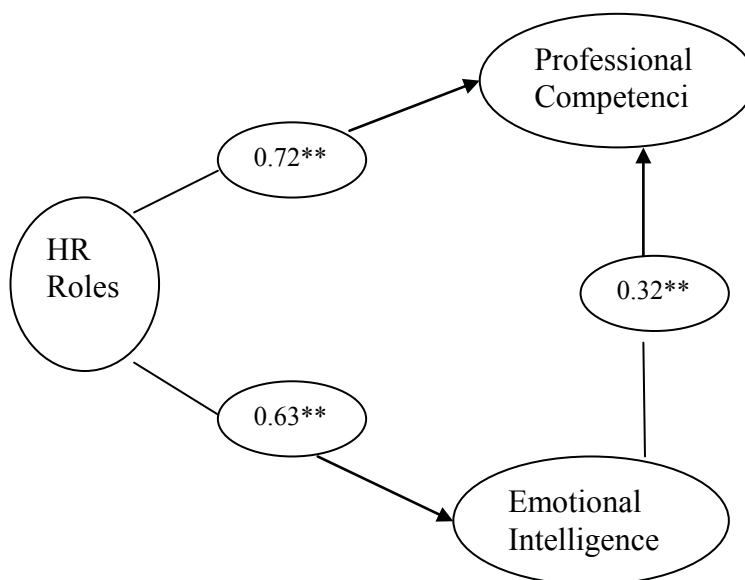 Professional
Competenci
0.72**
HR
Roles
0.32**
0.63**
Emotional
Intelligence